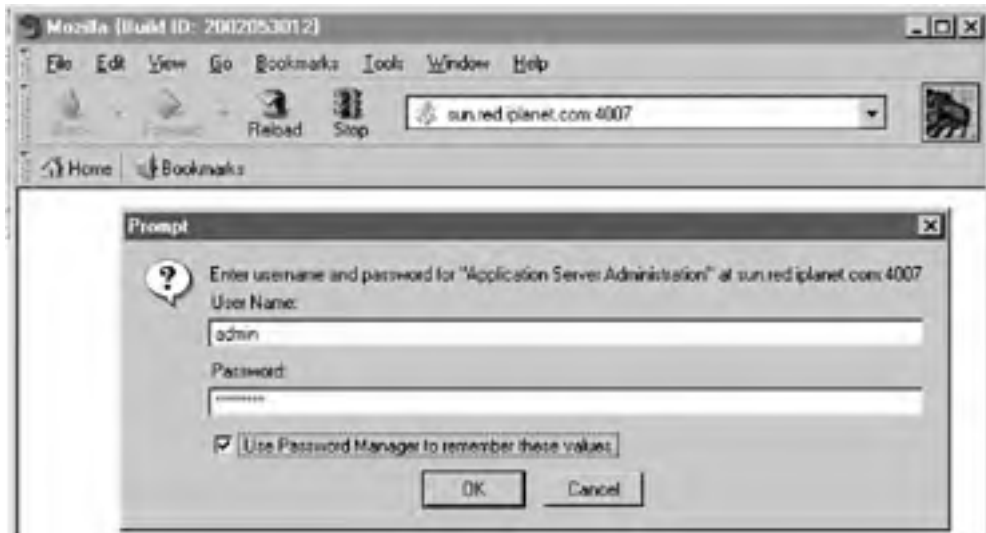 Mozilla {Build ID: 2002053012}
File Edit View Go Bookmarks Tools Window Help
Back Forward Reload Stop sun.red.iplanet.com:4007
Home Bookmarks
Prompt
Enter username and password for "Application Server Administration" at sun.red.iplanet.com:4007
User Name:
admin
Password:
*********
Use Password Manager to remember these values.
OK Cancel